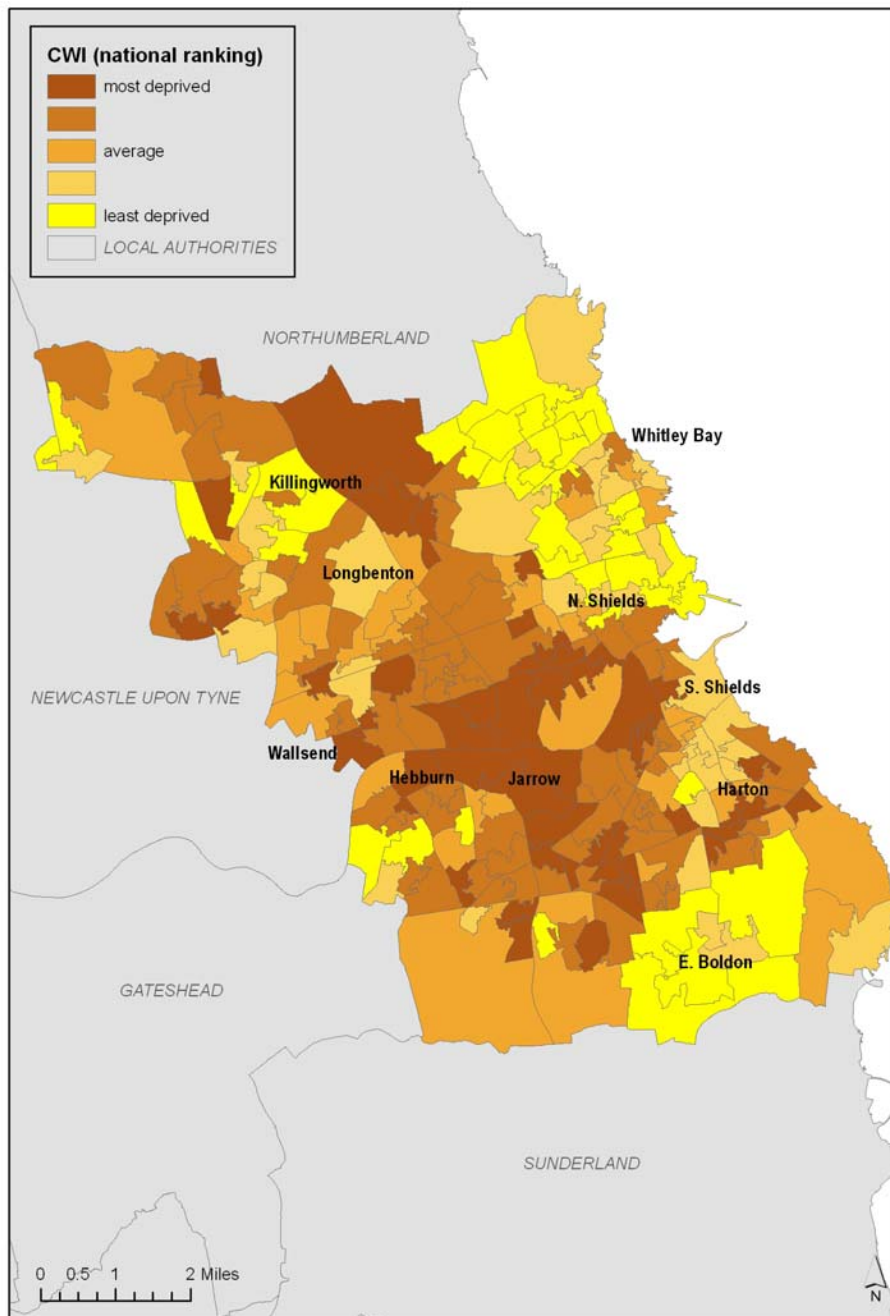 CWI (national ranking)
most deprived
average
least deprived
LOCAL AUTHORITIES
NORTHUMBERLAND
Whitley Bay
Killingworth
Longbenton
N. Shields
S. Shields
NEWCASTLE UPON TYNE
Wallsend
Hebburn
Jarrow
Harton
E. Boldon
GATESHEAD
SUNDERLAND
0 0.5 1 2 Miles
N